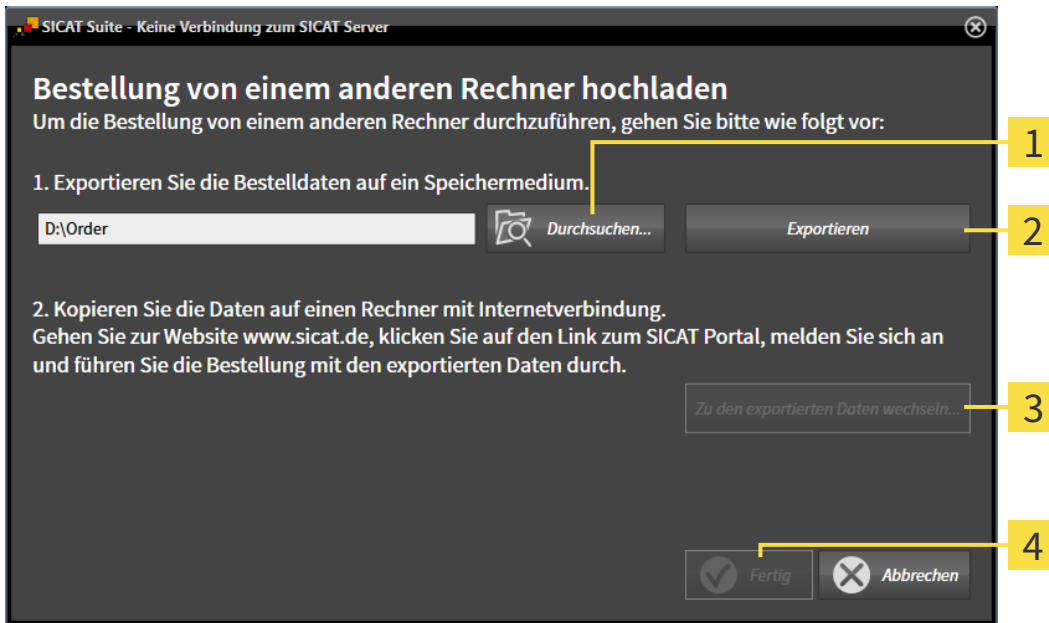 SICAT Suite - Keine Verbindung zum SICAT Server
Bestellung von einem anderen Rechner hochladen
Um die Bestellung von einem anderen Rechner durchzuführen, gehen Sie bitte wie folgt vor:
1
1. Exportieren Sie die Bestelldaten auf ein Speichermedium.
D:\Order
Durchsuchen...
Exportieren
2
2. Kopieren Sie die Daten auf einen Rechner mit Internetverbindung.
Gehen Sie zur Website www.sicat.de, klicken Sie auf den Link zum SICAT Portal, melden Sie sich an
und führen Sie die Bestellung mit den exportierten Daten durch.
Zu den exportierten Daten wechseln...
3
4
Fertig
Abbrechen